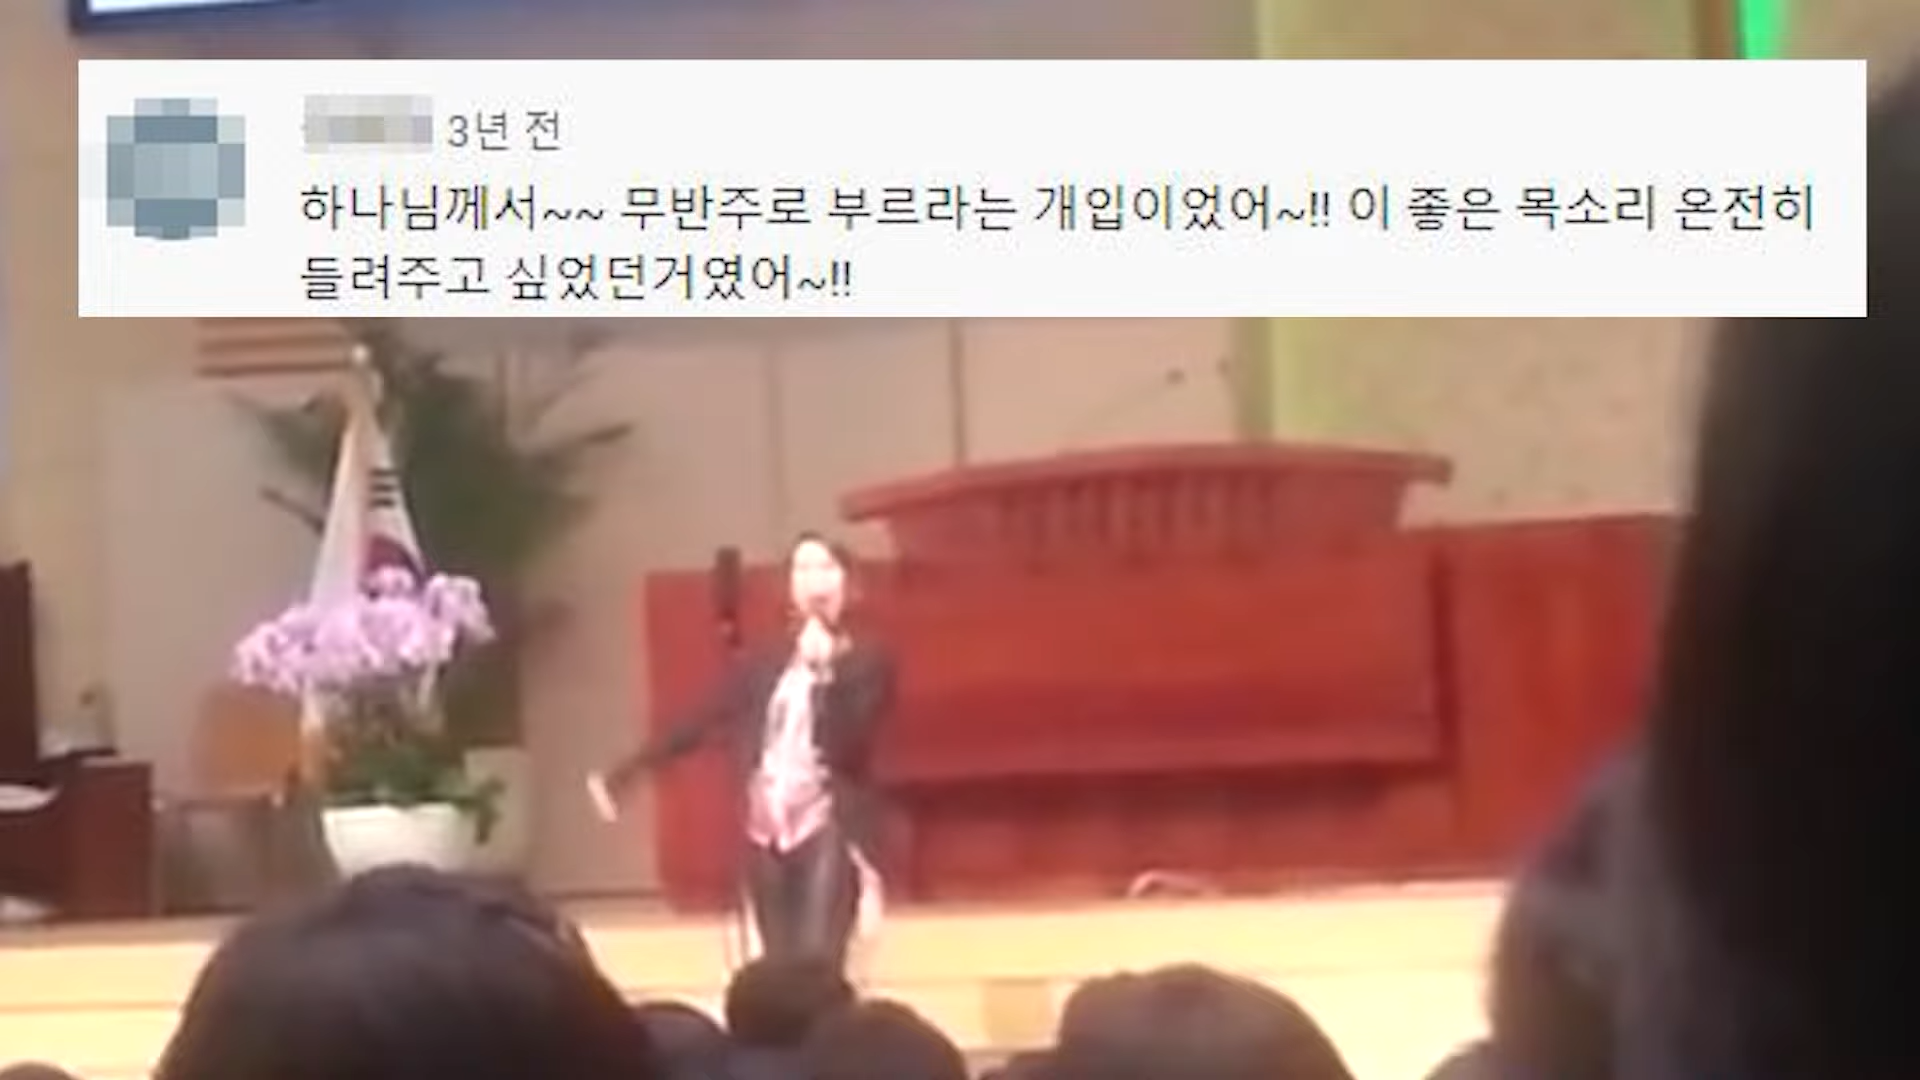 3년 전
하나님께서~~ 무반주로 부르라는 개입이었어~!! 이 좋은 목소리 온전히
들려주고 싶었던거였어~!!